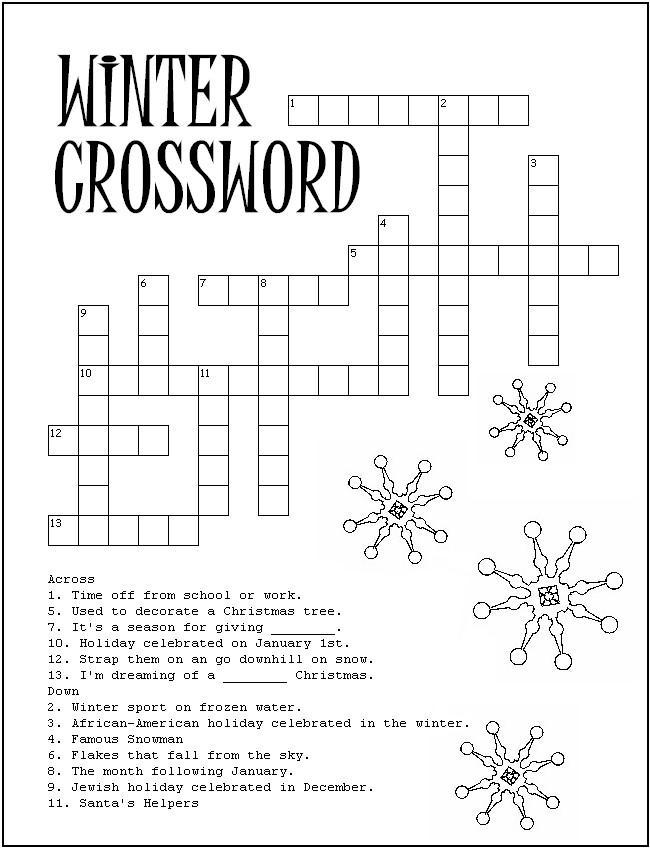 WINTER
CROSSWORD
1 2
3
4
5
6 7 8
9
10 11
12
13
Across
1. Time off from school or work.
5. Used to decorate a Christmas tree.
7. It's a season for giving ________.
10. Holiday celebrated on January 1st.
12. Strap them on an go downhill on snow.
13. I'm dreaming of a ________ Christmas.
Down
2. Winter sport on frozen water.
3. African-American holiday celebrated in the winter.
4. Famous Snowman
6. Flakes that fall from the sky.
8. The month following January.
9. Jewish holiday celebrated in December.
11. Santa's Helpers